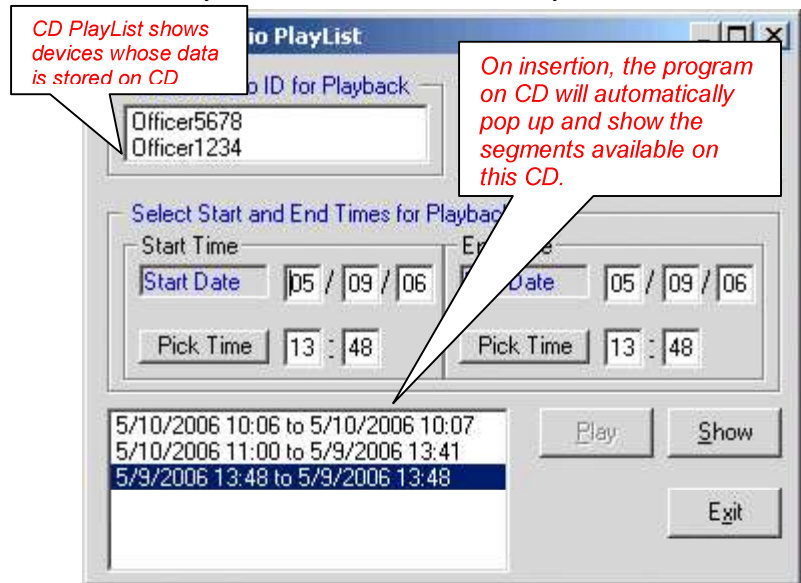 CD PlayList shows
devices whose data
is stored on CD
io PlayList
On insertion, the program
on CD will automatically
pop up and show the
segments available on
this CD.
ID for Playback
Officer5678
Officer1234
Select Start and End Times for Playbac
Start Time
Start Date 05 / 09 / 06
Date 05 / 09 / 06
Pick Time 13 : 48
Pick Time 13 : 48
5/10/2006 10:06 to 5/10/2006 10:07
5/10/2006 11:00 to 5/9/2006 13:41
5/9/2006 13:48 to 5/9/2006 13:48
Play
Show
Exit